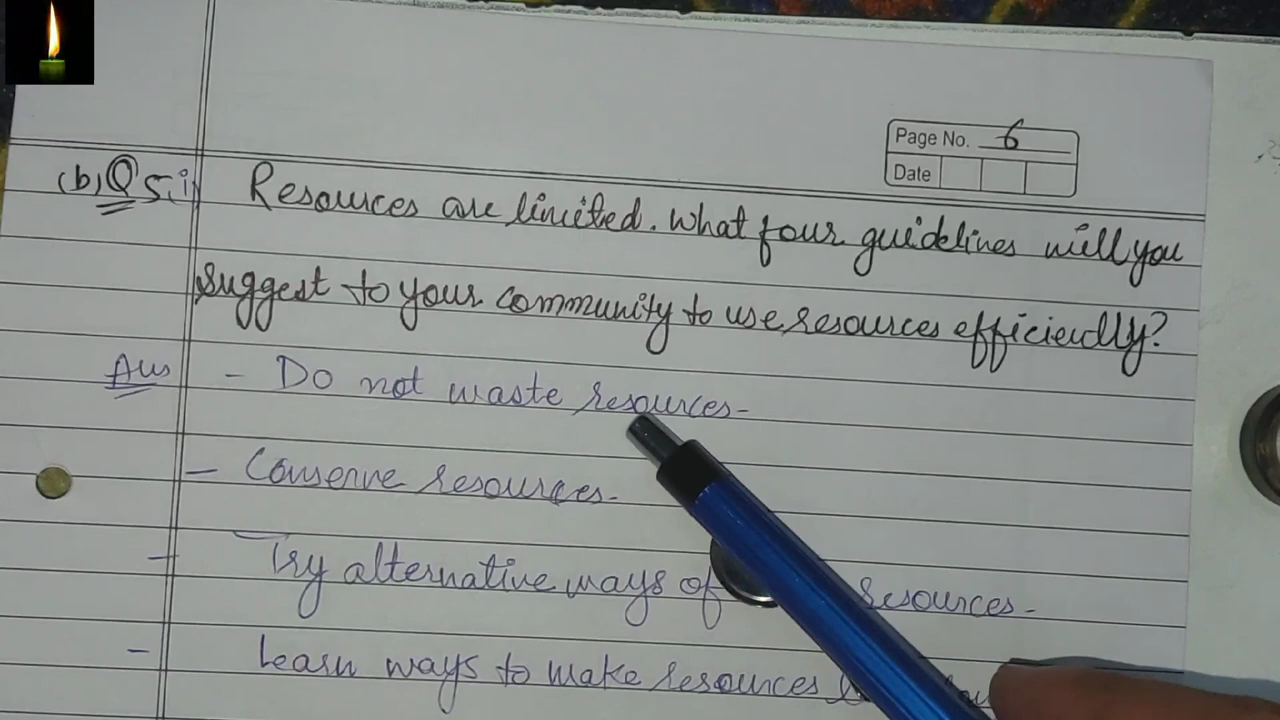 Page No. 6
Date
(b) Q5 i) Resources are limited. What four guidelines will you
suggest to your community to use resources efficiently?
Ans - Do not waste resources-
- Conserve resources-
- Try alternative ways of resources-
- Learn ways to make resources